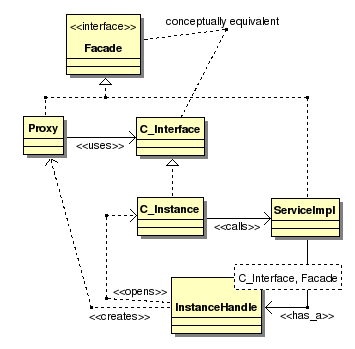 <<interface>>
Facade
conceptually equivalent
Proxy
<<uses>>
C_Interface
C_Instance
<<calls>>
ServiceImpl
C_Interface, Facade
<<opens>>
InstanceHandle
<<creates>>
<<has_a>>